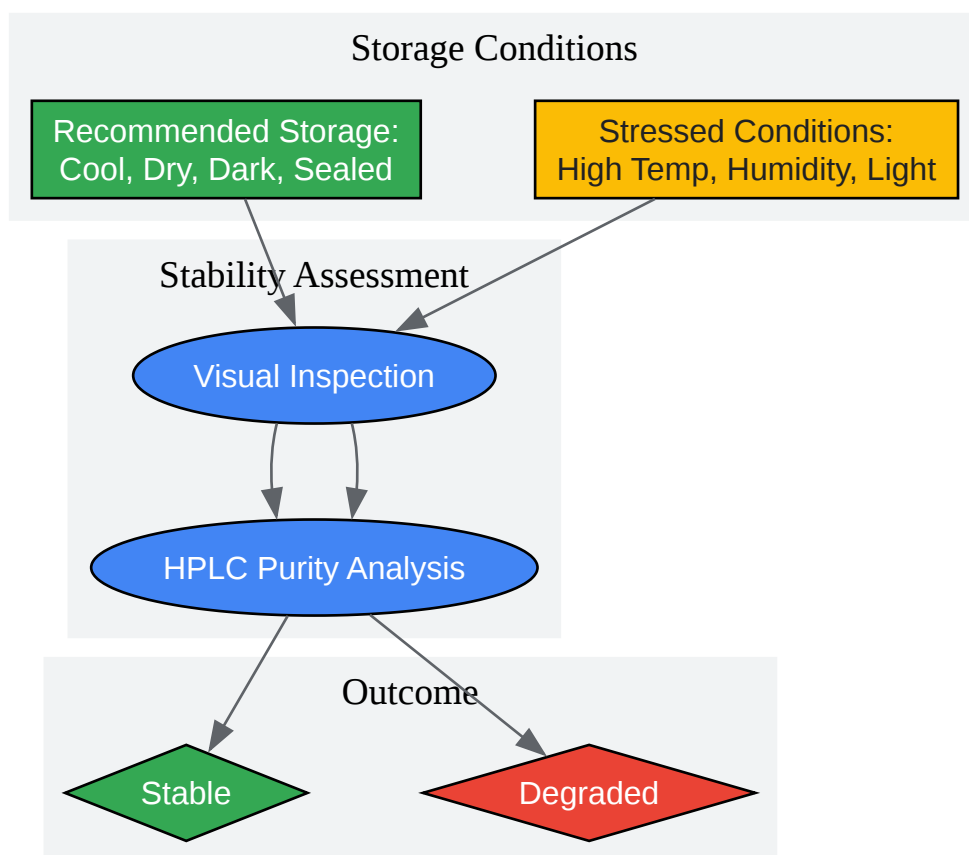 Storage Conditions
Recommended Storage:
Cool, Dry, Dark, Sealed
Stressed Conditions:
High Temp, Humidity, Light
Stability Assessment
Visual Inspection
HPLC Purity Analysis
Outcome
Stable
Degraded